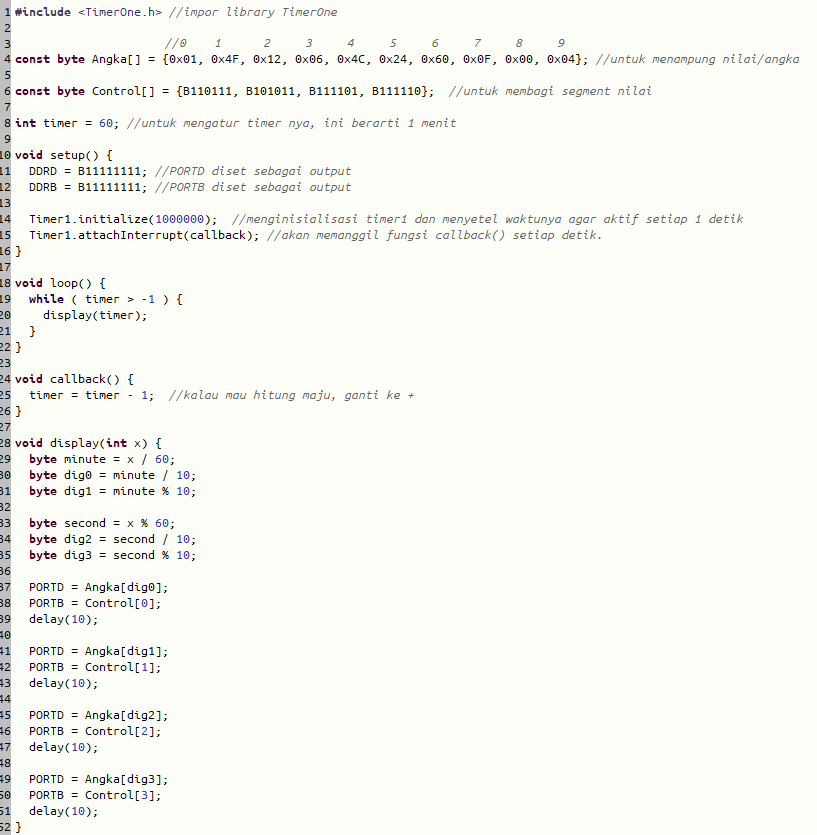 1 #include <TimerOne.h> //impor library TimerOne
2
3 //0 1 2 3 4 5 6 7 8 9
4 const byte Angka[] = {0x01, 0x4F, 0x12, 0x06, 0x4C, 0x24, 0x60, 0x0F, 0x00, 0x04}; //untuk menampung nilai/angka
5
6 const byte Control[] = {B110111, B101011, B111101, B111110}; //untuk membagi segment nilai
7
8 int timer = 60; //untuk mengatur timer nya, ini berarti 1 menit
9
10 void setup() {
11 DDRD = B11111111; //PORTD diset sebagai output
12 DDRB = B11111111; //PORTB diset sebagai output
13
14 Timer1.initialize(1000000); //menginisialisasi timer1 dan menyetel waktunya agar aktif setiap 1 detik
15 Timer1.attachInterrupt(callback); //akan memanggil fungsi callback() setiap detik.
16 }
17
18 void loop() {
19 while ( timer > -1 ) {
20 display(timer);
21 }
22 }
23
24 void callback() {
25 timer = timer - 1; //kalau mau hitung maju, ganti ke +
26 }
27
28 void display(int x) {
29 byte minute = x / 60;
30 byte dig0 = minute / 10;
31 byte dig1 = minute % 10;
32
33 byte second = x % 60;
34 byte dig2 = second / 10;
35 byte dig3 = second % 10;
36
37 PORTD = Angka[dig0];
38 PORTB = Control[0];
39 delay(10);
40
41 PORTD = Angka[dig1];
42 PORTB = Control[1];
43 delay(10);
44
45 PORTD = Angka[dig2];
46 PORTB = Control[2];
47 delay(10);
48
49 PORTD = Angka[dig3];
50 PORTB = Control[3];
51 delay(10);
52 }